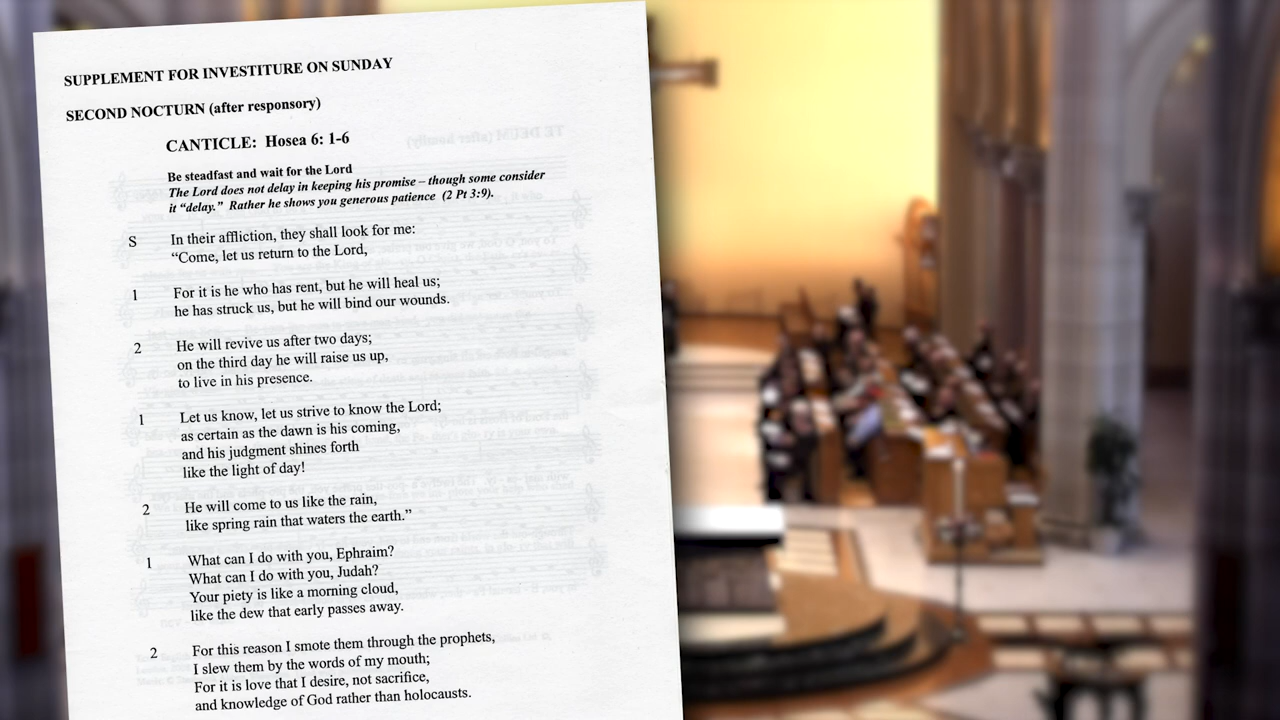 SUPPLEMENT FOR INVESTITURE ON SUNDAY
SECOND NOCTURN (after responsory)
CANTICLE: Hosea 6: 1-6
Be steadfast and wait for the Lord
The Lord does not delay in keeping his promise – though some consider
it “delay.” Rather he shows you generous patience (2 Pt 3:9).
S In their affliction, they shall look for me:
“Come, let us return to the Lord,
1 For it is he who has rent, but he will heal us;
he has struck us, but he will bind our wounds.
2 He will revive us after two days;
on the third day he will raise us up,
to live in his presence.
1 Let us know, let us strive to know the Lord;
as certain as the dawn is his coming,
and his judgment shines forth
like the light of day!
2 He will come to us like the rain,
like spring rain that waters the earth.”
1 What can I do with you, Ephraim?
What can I do with you, Judah?
Your piety is like a morning cloud,
like the dew that early passes away.
2 For this reason I smote them through the prophets,
I slew them by the words of my mouth;
For it is love that I desire, not sacrifice,
and knowledge of God rather than holocausts.
TE DEUM (after homily)